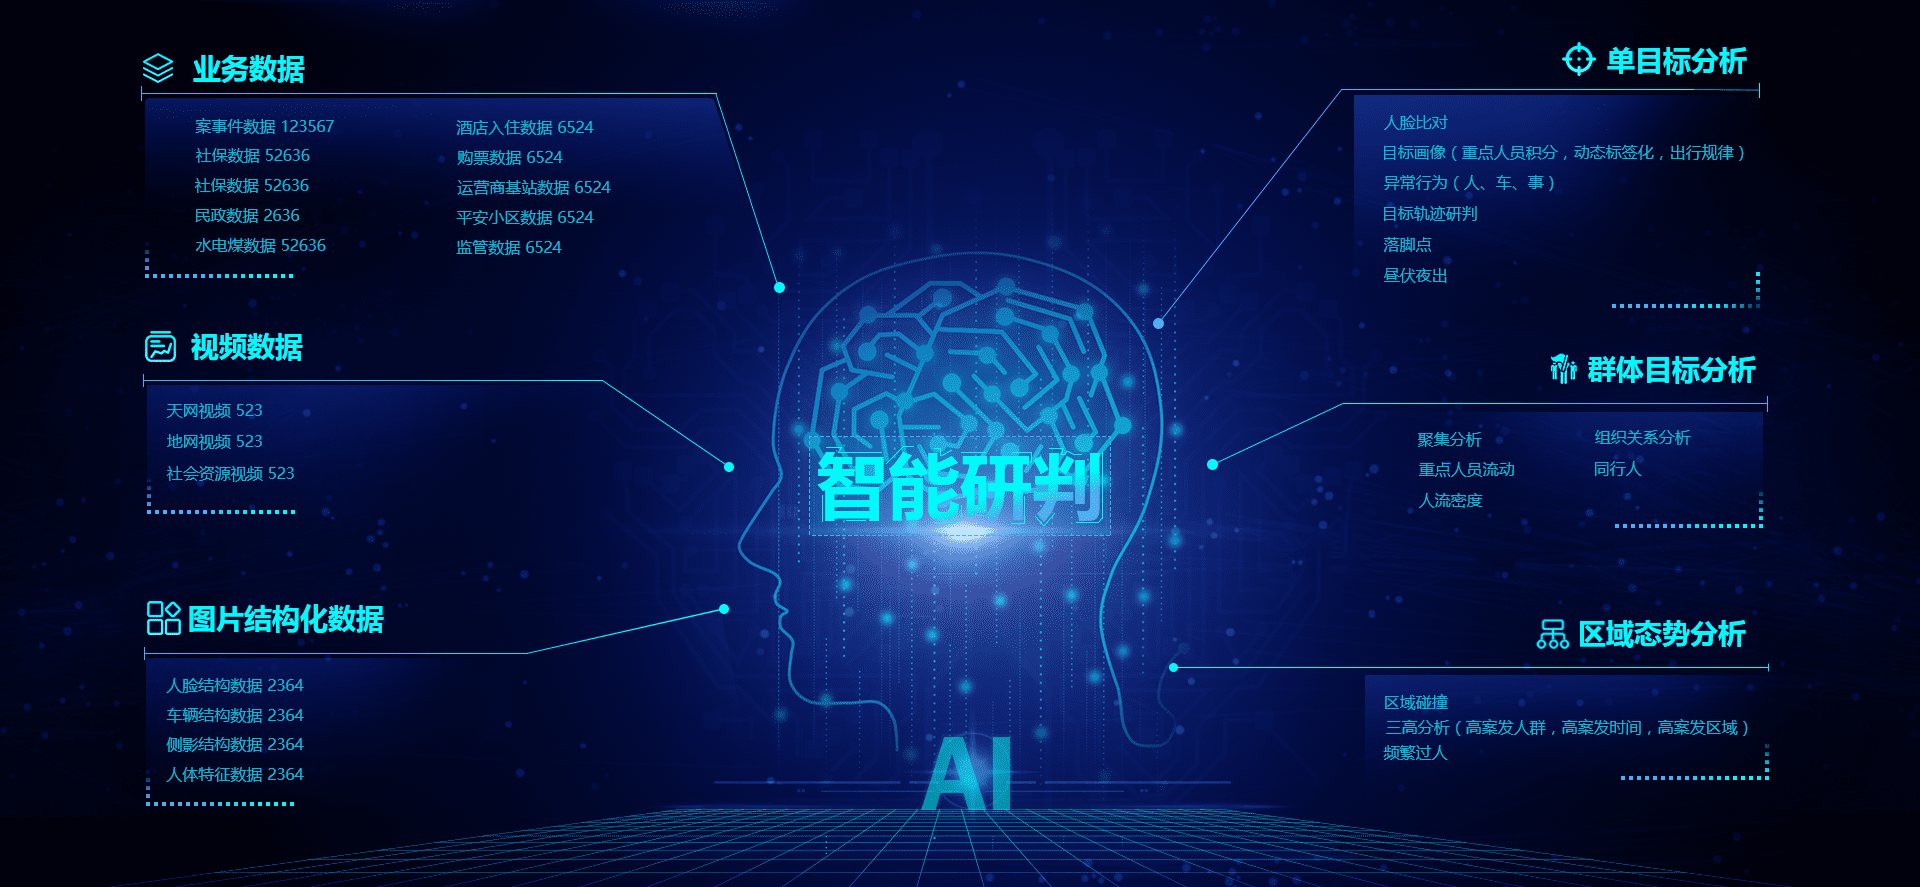 业务数据
案事件数据 123567
社保数据 52636
社保数据 52636
民政数据 2636
水电煤数据 52636
酒店入住数据 6524
购票数据 6524
运营商基站数据 6524
平安小区数据 6524
监管数据 6524
视频数据
天网视频 523
地网视频 523
社会资源视频 523
图片结构化数据
人脸结构数据 2364
车辆结构数据 2364
侧影结构数据 2364
人体特征数据 2364
智能研判
AI
单目标分析
人脸比对
目标画像（重点人员积分，动态标签化，出行规律）
异常行为（人、车、事）
目标轨迹研判
落脚点
昼伏夜出
群体目标分析
聚集分析
重点人员流动
人流密度
组织关系分析
同行人
区域态势分析
区域碰撞
三高分析（高案发人群，高案发时间，高案发区域）
频繁过人